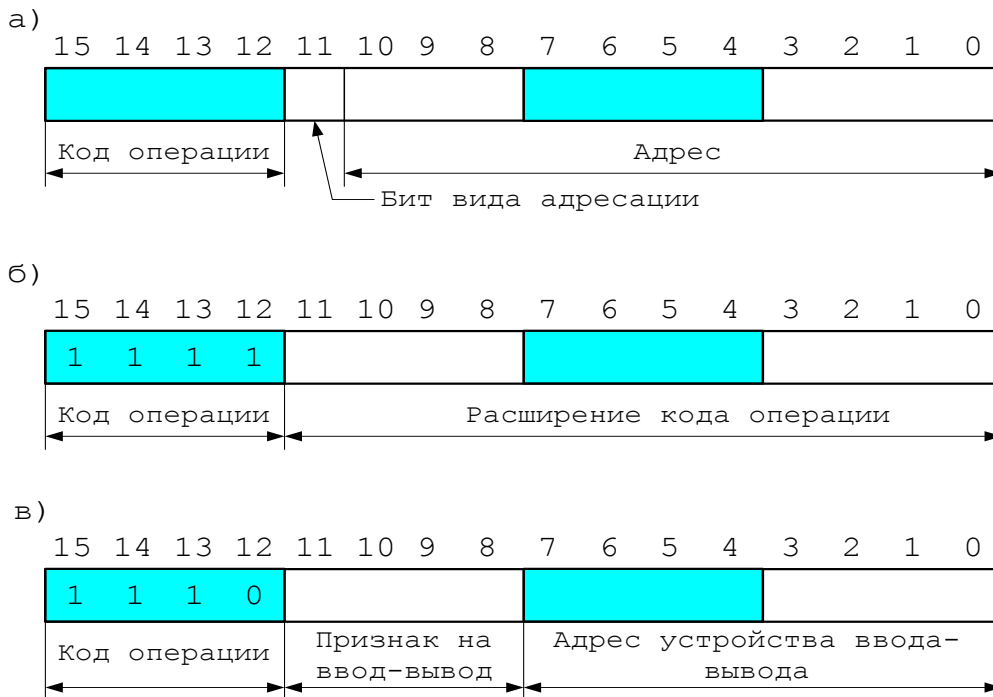 а)
15 14 13 12 11 10 9 8 7 6 5 4 3 2 1 0
Код операции
Адрес
Бит вида адресации
б)
15 14 13 12 11 10 9 8 7 6 5 4 3 2 1 0
1 1 1 1
Код операции
Расширение кода операции
в)
15 14 13 12 11 10 9 8 7 6 5 4 3 2 1 0
1 1 1 0
Код операции
Признак на
ввод-вывод
Адрес устройства ввода-
вывода